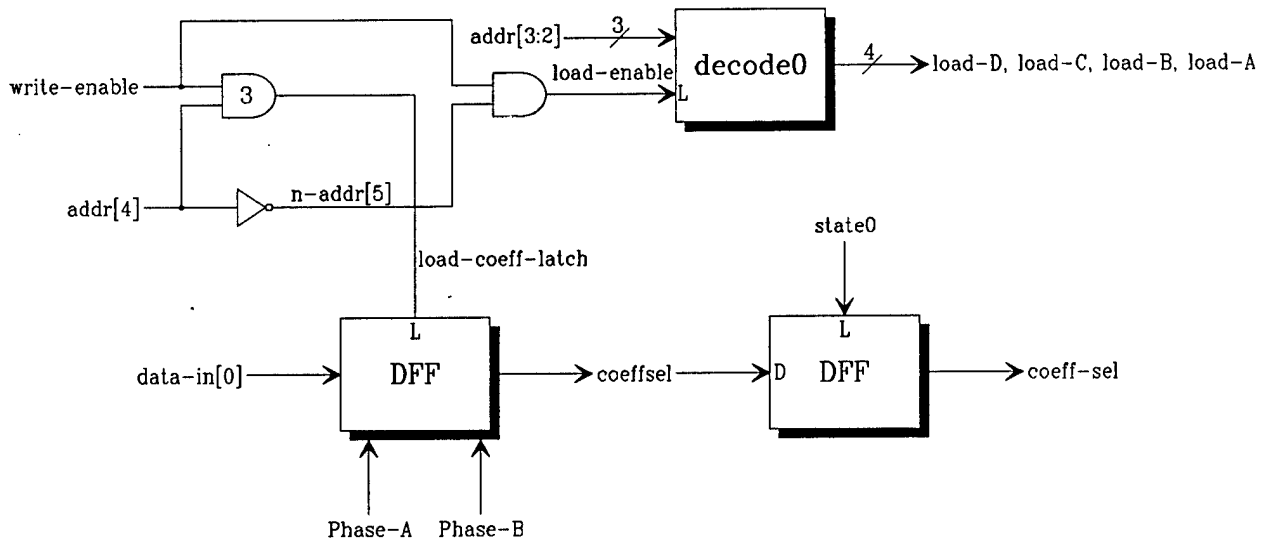 3
addr[3:2]
4
load-enable
decode0
load-D, load-C, load-B, load-A
write-enable
3
L
n-addr[5]
addr[4]
state0
load-coeff-latch
L
L
data-in[0]
DFF
coeffsel
D
DFF
coeff-sel
Phase-A
Phase-B